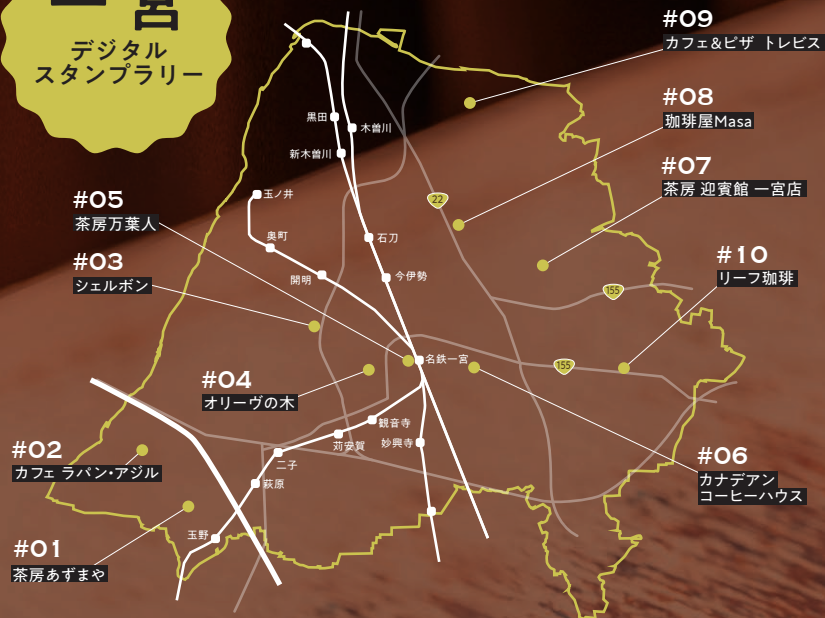 一宮
デジタル
スタンプラリー
#09
カフェ&ピザ トレビス
#08
珈琲屋Masa
#07
茶房 迎賓館 一宮店
#10
リーフ珈琲
#05
茶房万葉人
#03
シェルボン
#04
オリーヴの木
#02
カフェ ラパン・アジル
#01
茶房あずまや
#06
カナデアン
コーヒーハウス
黒田
木曽川
新木曽川
玉ノ井
奥町
開明
石刀
今伊勢
名鉄一宮
観音寺
苅安賀
妙興寺
二子
萩原
玉野
22
155
155